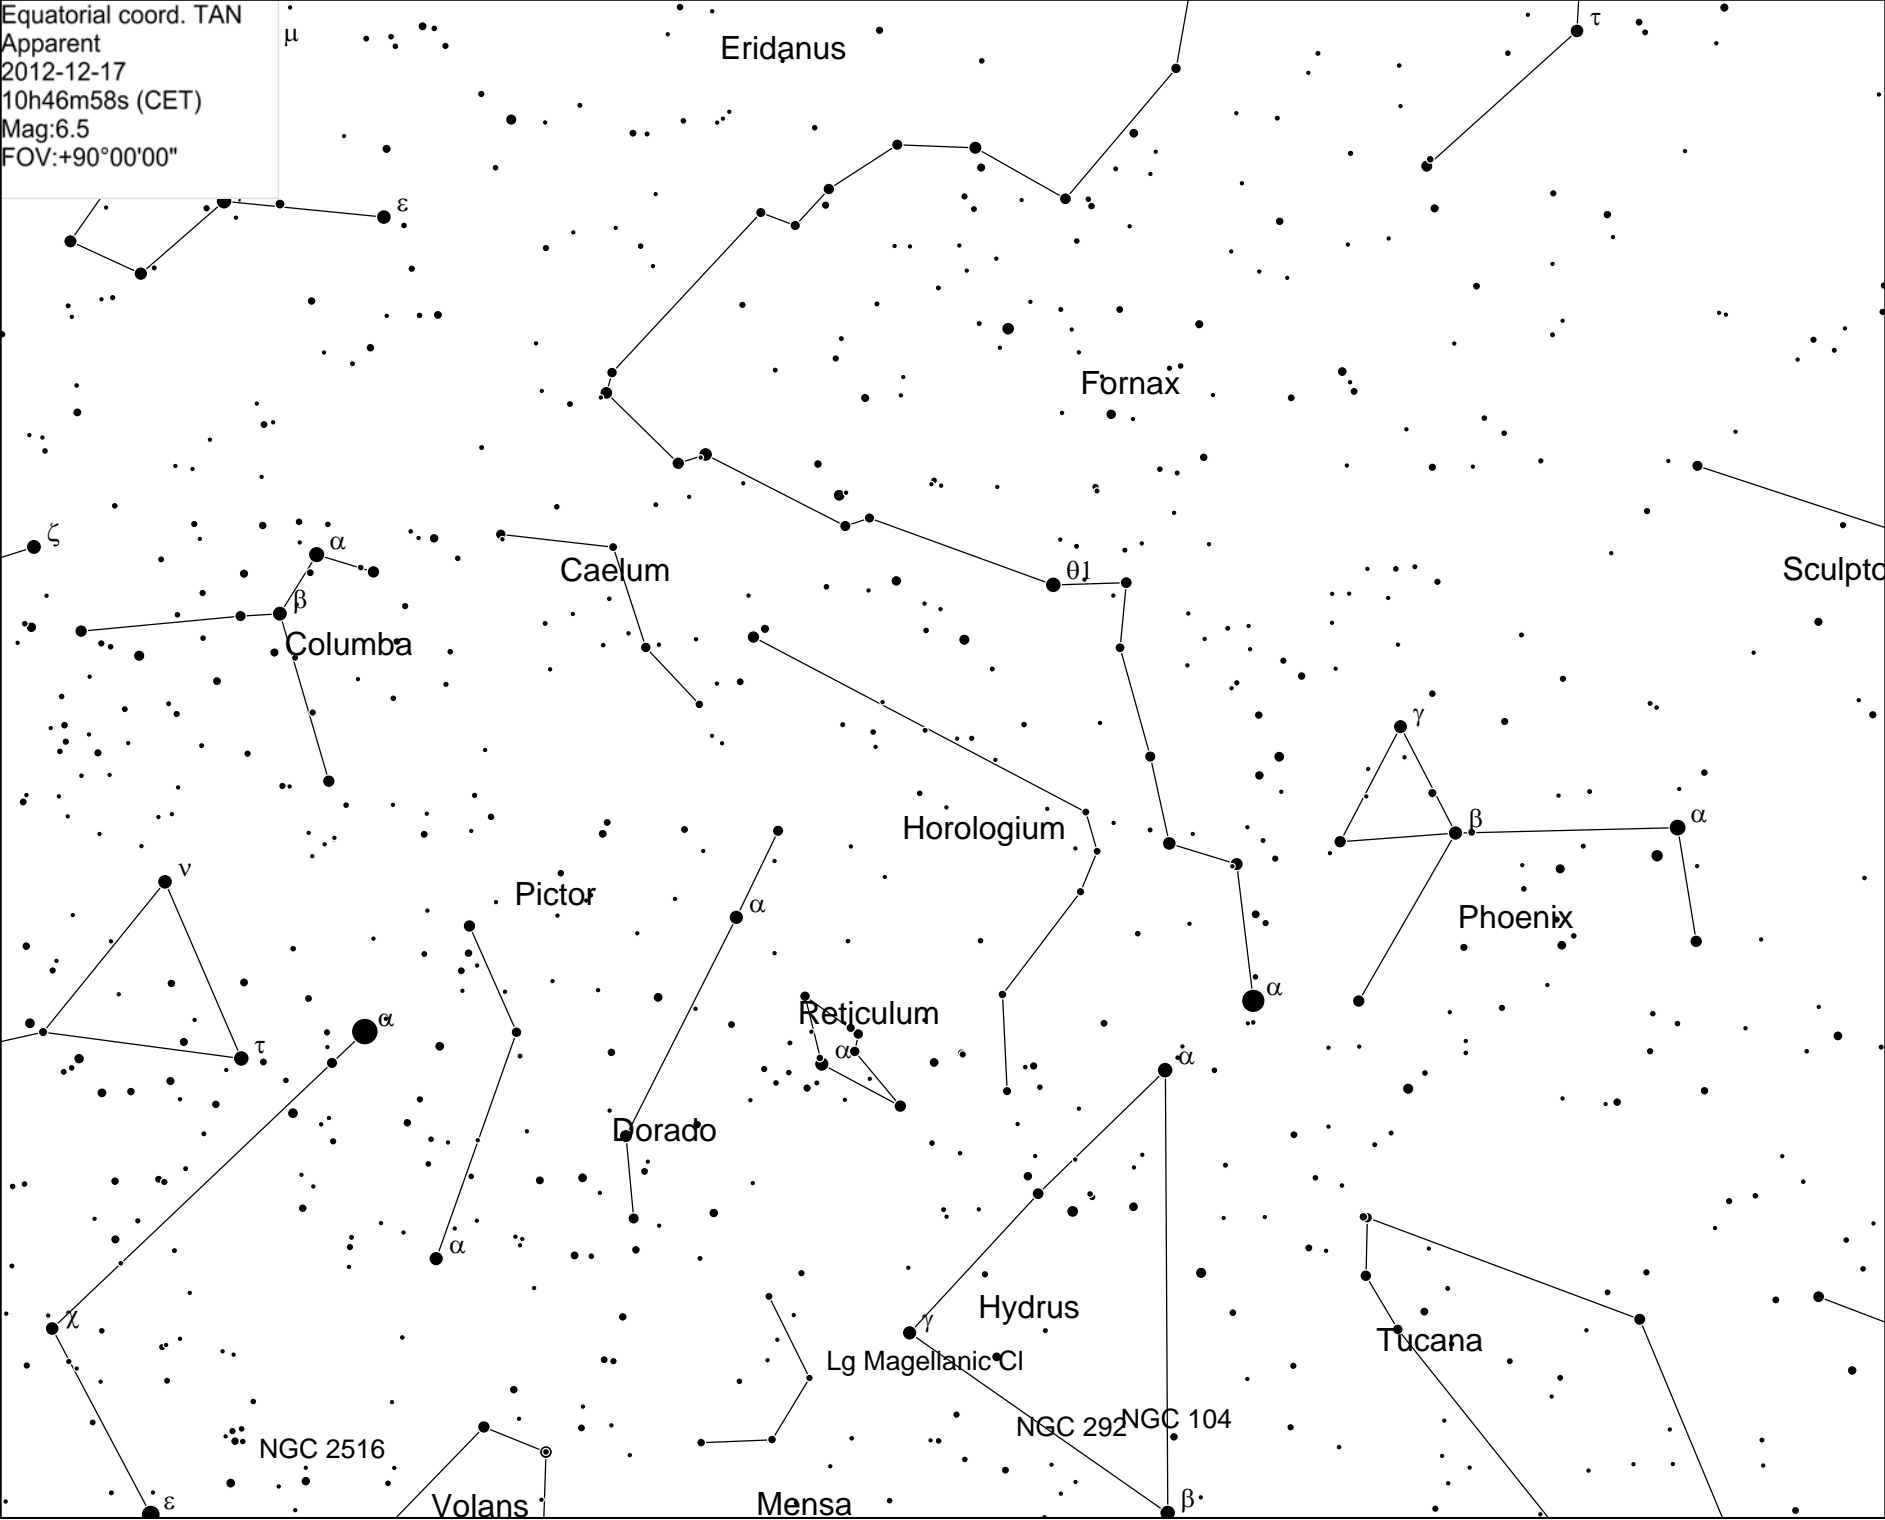 Equatorial coord. TAN
Apparent
2012-12-17
10h46m58s (CET)
Mag:6.5
FOV:+90°00'00"
μ
Eridanus
τ
ε
Fornax
ζ
α
Caelum
θ1
Sculpto
β
Columba
γ
Horologium
β
α
ν
Pictor
α
Phoenix
α
Reticulum
α
τ
α
α
Dorado
α
χ
Hydrus
γ
Tucana
Lg Magellanic Cl
NGC 292
NGC 104
NGC 2516
ε
Volans
Mensa
β